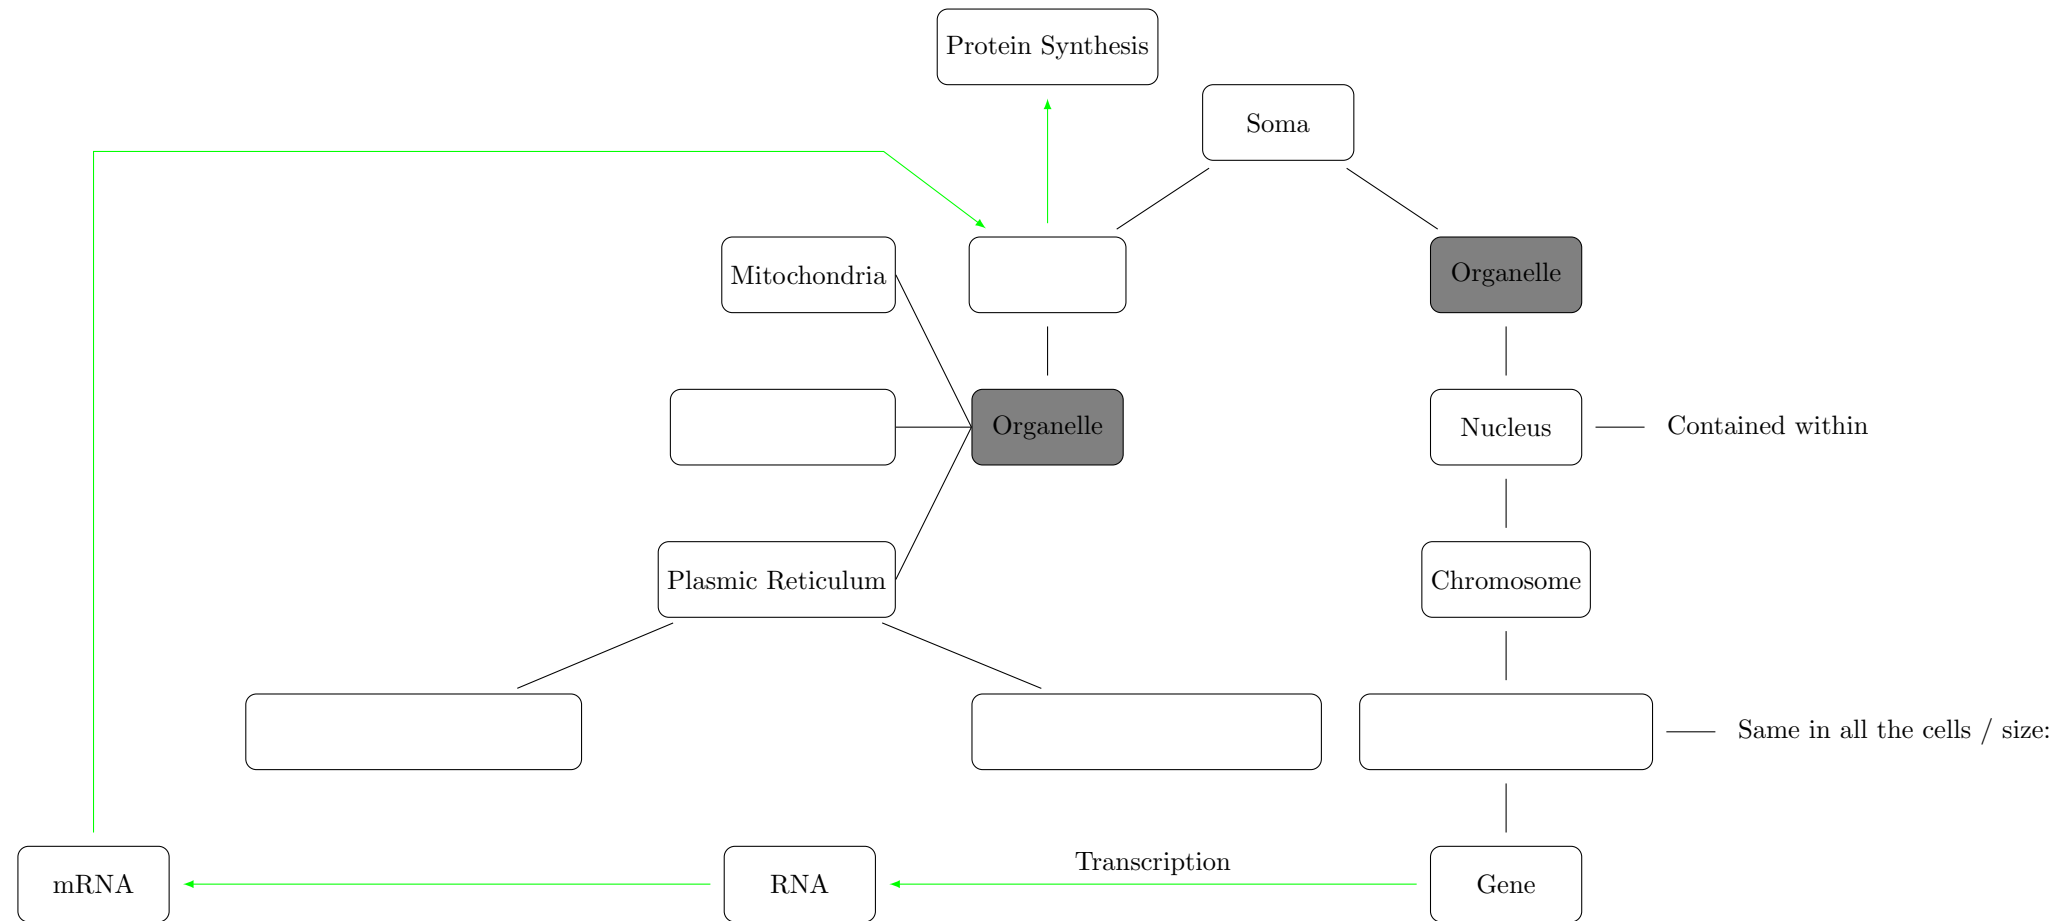 Protein Synthesis
Soma
Mitochondria
Organelle
Organelle
Nucleus
Contained within
Plasmic Reticulum
Chromosome
Same in all the cells / size:
mRNA
RNA
Transcription
Gene